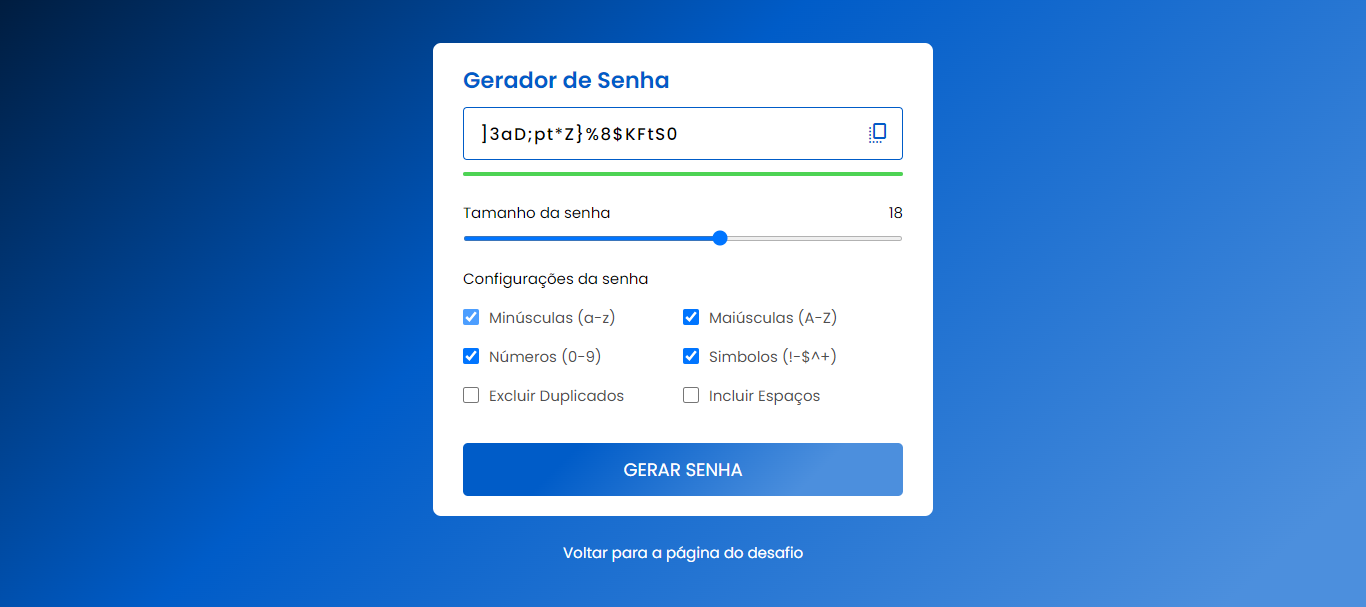 Gerador de Senha
]3aD;pt*Z}%8$KFtS0
Tamanho da senha 18
Configurações da senha
Minúsculas (a-z) Maiúsculas (A-Z)
Números (0-9) Simbolos (!-$^+)
Excluir Duplicados Incluir Espaços
GERAR SENHA
Voltar para a página do desafio